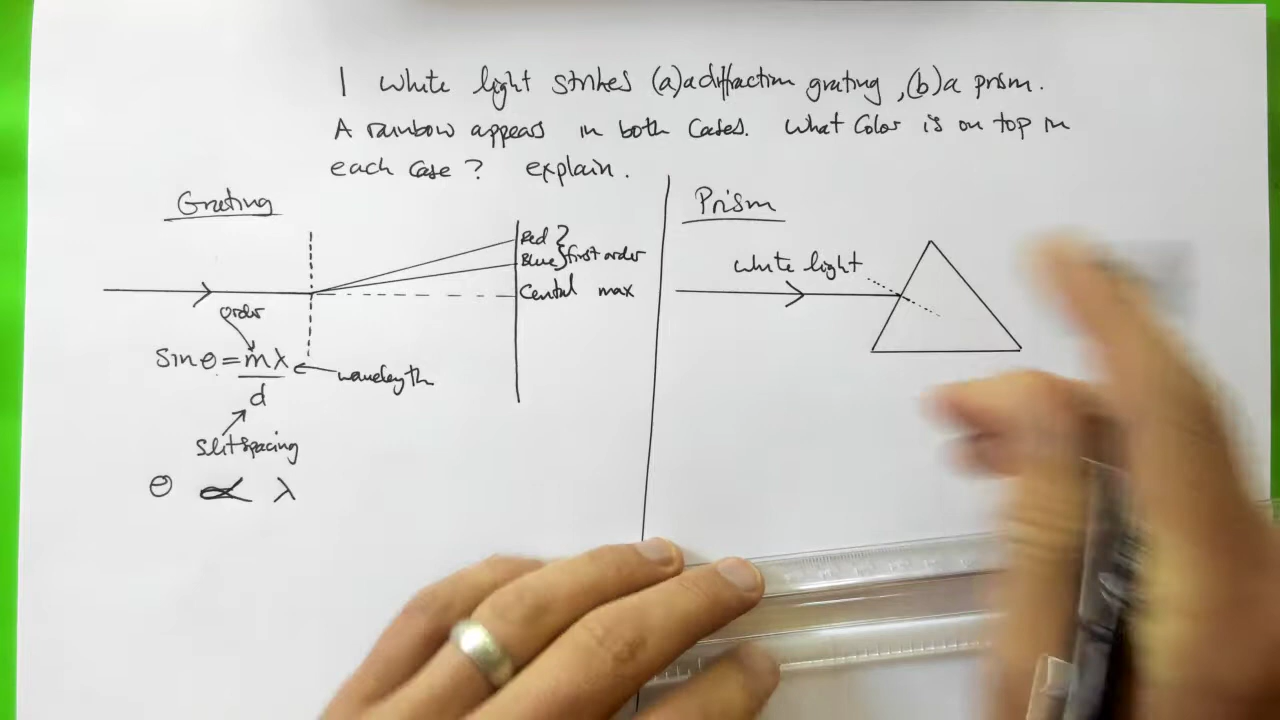 1 White light strikes (a) a diffraction grating, (b) a prism.
A rainbow appears in both cases. What Color is on top in
each case? explain.
Grating
Red } first order
Blue
Central max
order
sinθ = mλ
d
wavelength
slit spacing
θ ∝ λ
Prism
white light